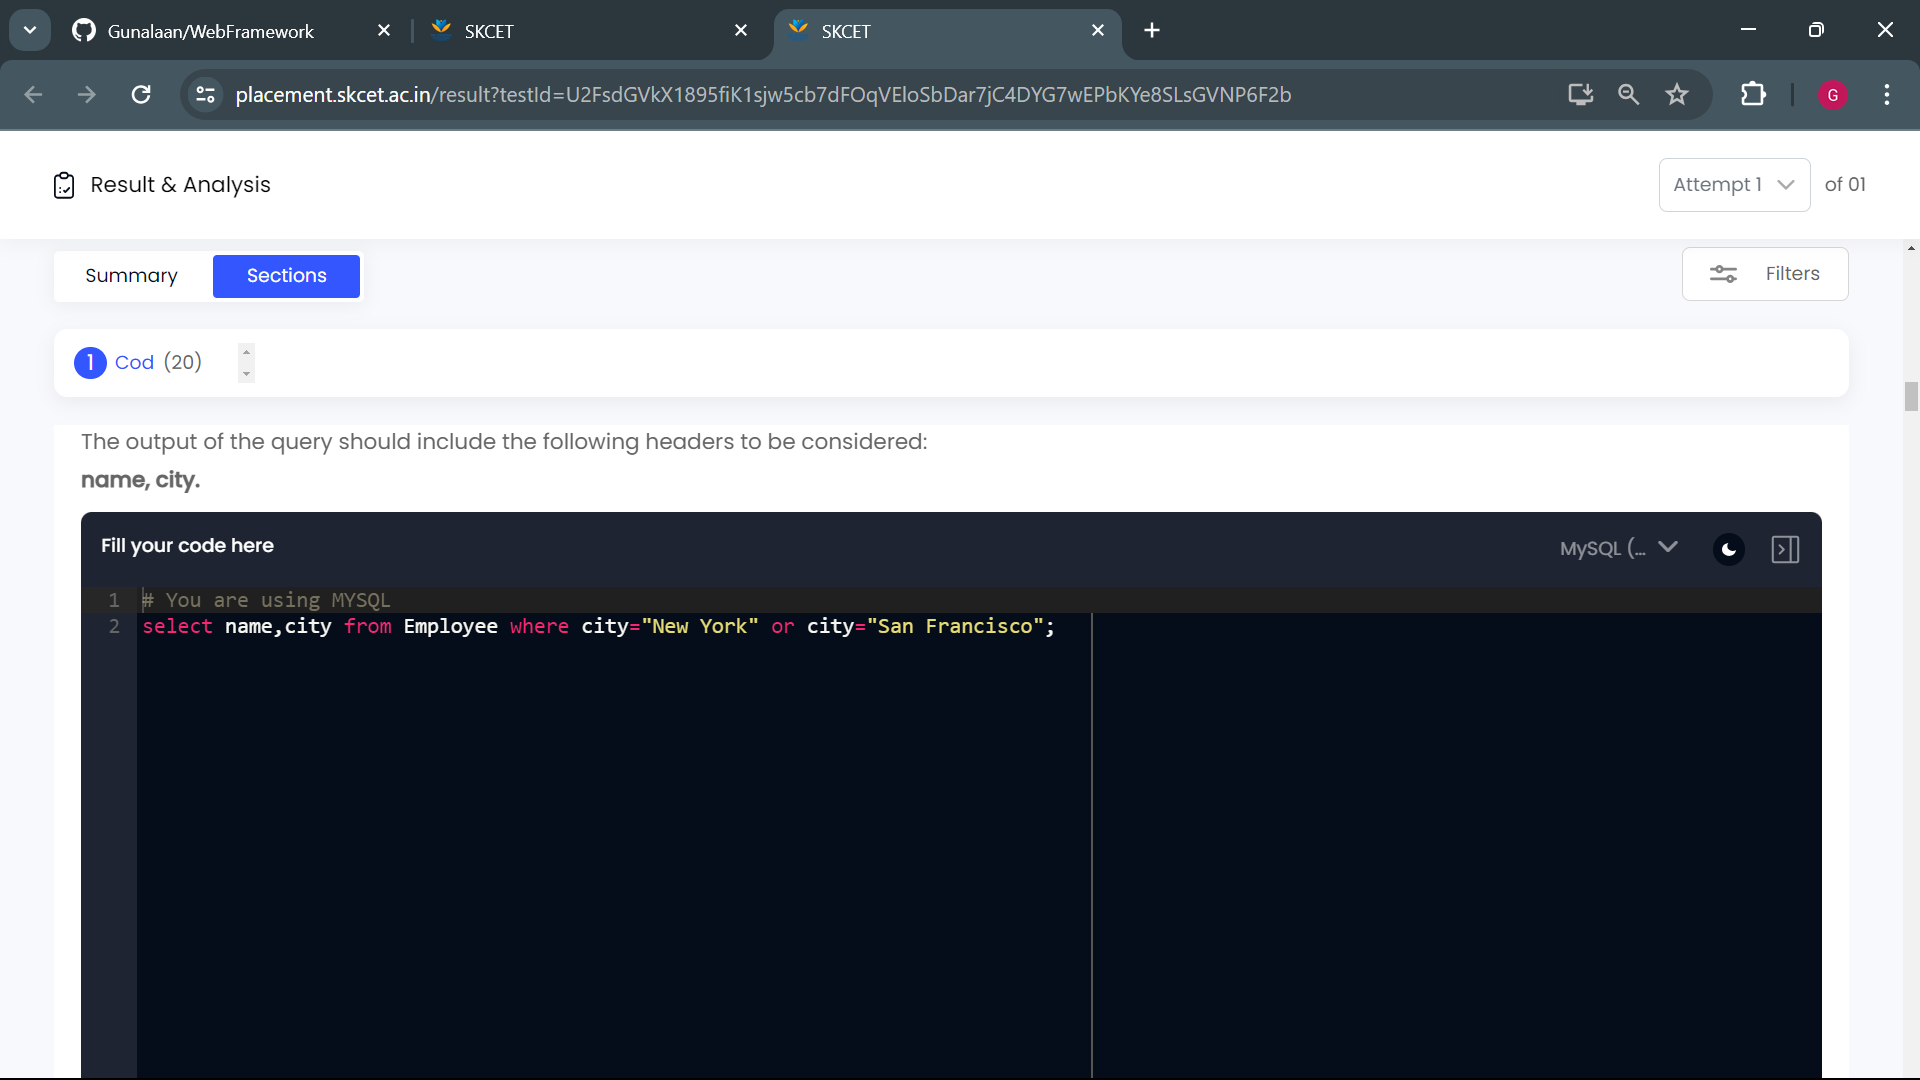 Gunalaan/WebFramework
SKCET
SKCET
placement.skcet.ac.in/result?testId=U2FsdGVkX1895fiK1sjw5cb7dFOqVEloSbDar7jC4DYG7wEPbKYe8SLsGVNP6F2b
G
Result & Analysis
Attempt 1 of 01
Summary
Sections
Filters
1 Cod (20)
The output of the query should include the following headers to be considered:
name, city.
Fill your code here
MySQL (...
1 # You are using MYSQL
2 select name,city from Employee where city="New York" or city="San Francisco";